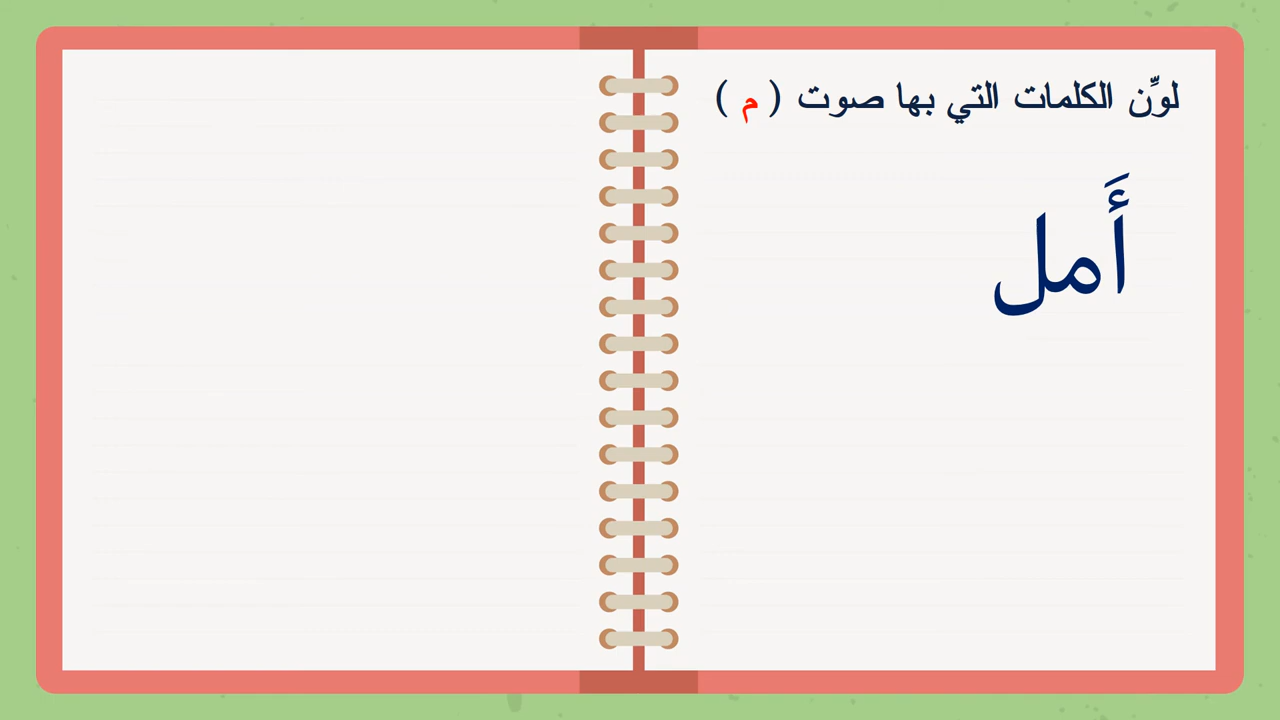 لوِّن الكلمات التي بها صوت ( م )
أَمل